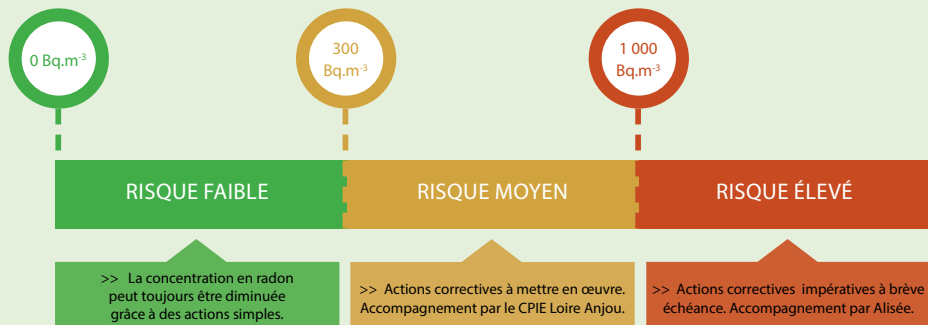 0 Bq.m⁻³
300
Bq.m⁻³
1 000
Bq.m⁻³
RISQUE FAIBLE
RISQUE MOYEN
RISQUE ÉLEVÉ
>> La concentration en radon
peut toujours être diminuée
grâce à des actions simples.
>> Actions correctives à mettre en œuvre.
Accompagnement par le CPIE Loire Anjou.
>> Actions correctives impératives à brève
échéance. Accompagnement par Alisée.